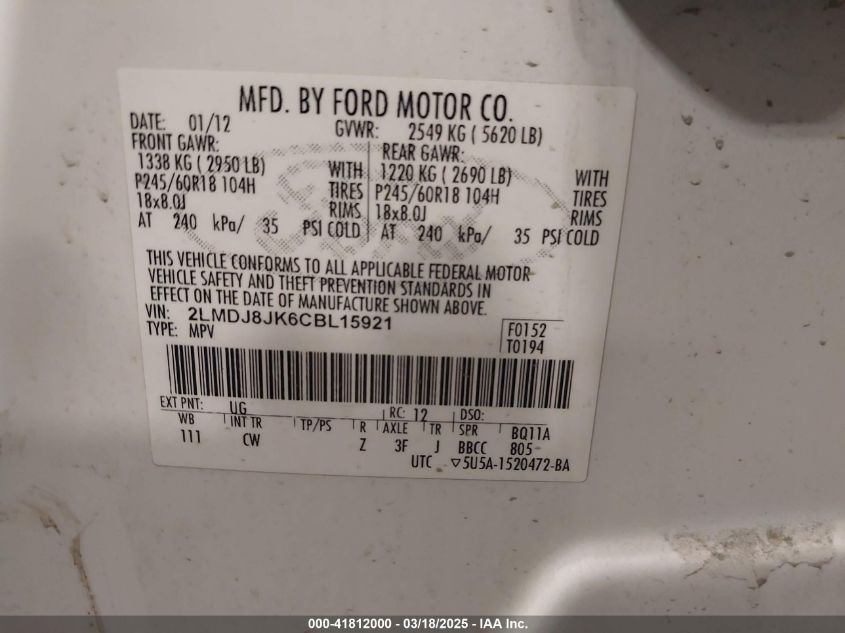 MFD. BY FORD MOTOR CO.
DATE: 01/12 GVWR: 2549 KG ( 5620 LB)
FRONT GAWR: REAR GAWR:
1338 KG ( 2950 LB) WITH 1220 KG ( 2690 LB) WITH
P245/60R18 104H TIRES P245/60R18 104H TIRES
18x8.0J RIMS 18x8.0J RIMS
AT 240 kPa/ 35 PSI COLD AT 240 kPa/ 35 PSI COLD
THIS VEHICLE CONFORMS TO ALL APPLICABLE FEDERAL MOTOR
VEHICLE SAFETY AND THEFT PREVENTION STANDARDS IN
EFFECT ON THE DATE OF MANUFACTURE SHOWN ABOVE.
VIN: 2LMDJ8JK6CBL15921
TYPE: MPV
F0152
T0194
EXT PNT: UG RC: 12 DSO:
WB INT TR TP/PS R AXLE TR SPR BQ11A
111 CW Z 3F J BBCC 805
UTC ▽5U5A-1520472-BA
000-41812000 — 03/18/2025 — IAA Inc.